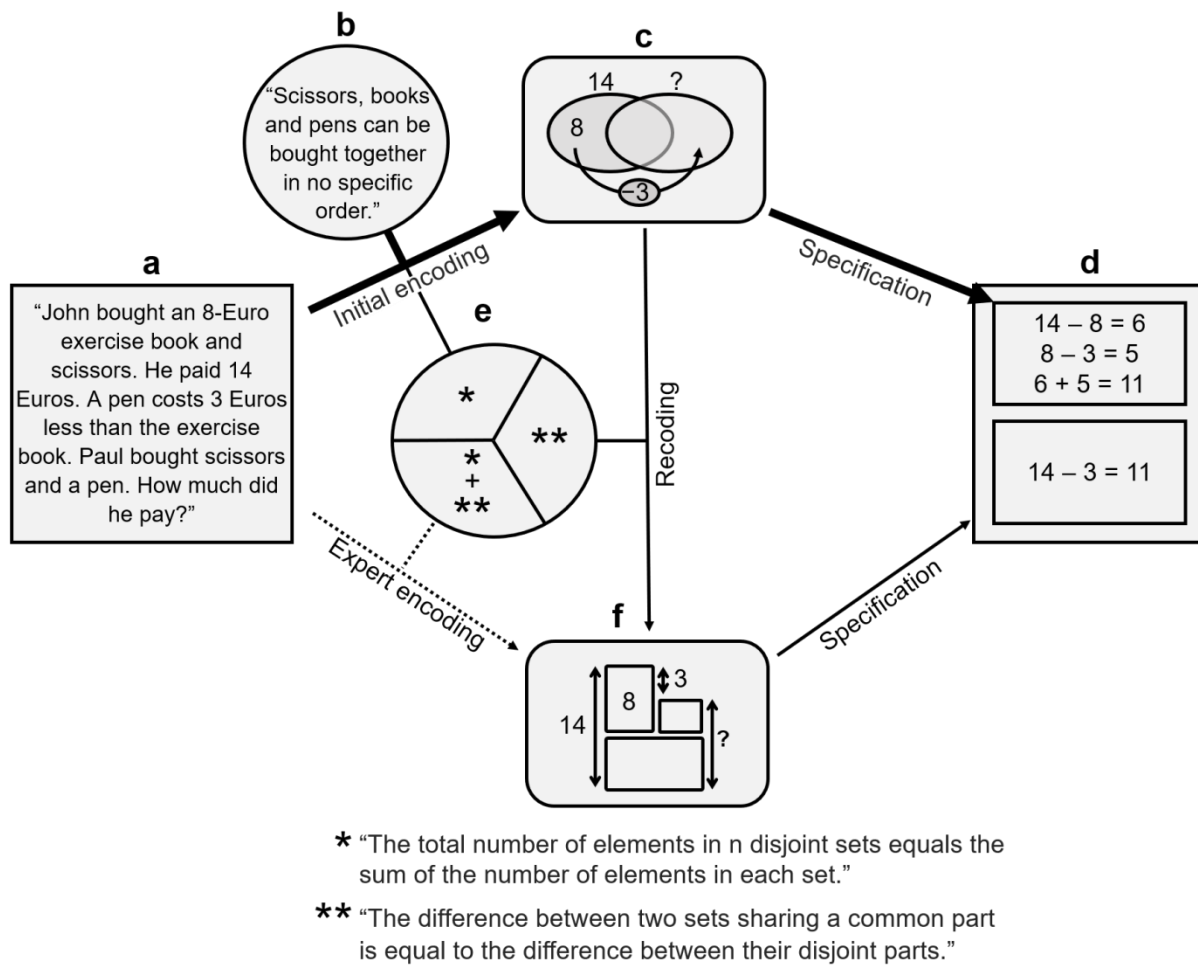 b
“Scissors, books
and pens can be
bought together
in no specific
order.”
c
14 ?
8
−3
a
“John bought an 8-Euro
exercise book and
scissors. He paid 14
Euros. A pen costs 3 Euros
less than the exercise
book. Paul bought scissors
and a pen. How much did
he pay?”
Initial encoding
Specification
d
14 – 8 = 6
8 – 3 = 5
6 + 5 = 11
14 – 3 = 11
e
*
**
*
+
**
Recoding
Expert encoding
Specification
f
14
8
3
?
* “The total number of elements in n disjoint sets equals the
sum of the number of elements in each set.”
** “The difference between two sets sharing a common part
is equal to the difference between their disjoint parts.”